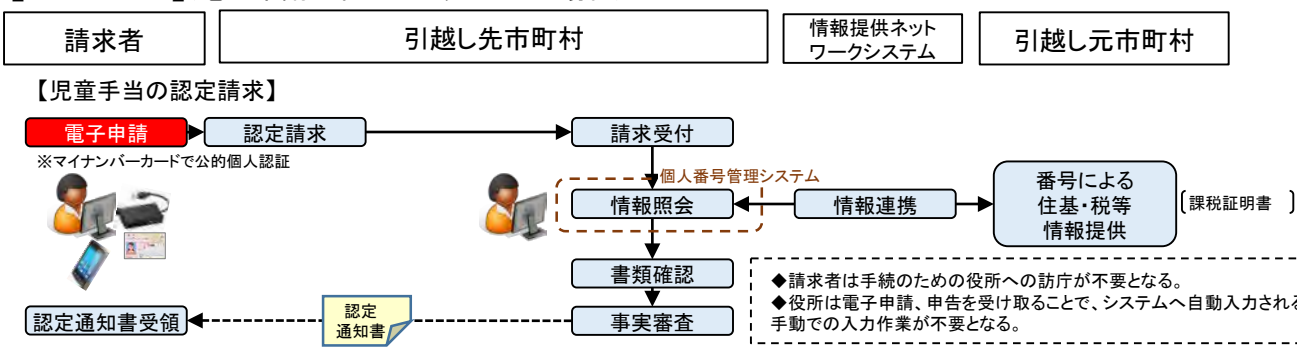 請求者
引越し先市町村
情報提供ネット
ワークシステム
引越し元市町村
【児童手当の認定請求】
電子申請
認定請求
請求受付
※マイナンバーカードで公的個人認証
個人番号管理システム
情報照会
情報連携
番号による
住基・税等
情報提供
〔課税証明書 〕
書類確認
◆請求者は手続のための役所への訪庁が不要となる。
◆役所は電子申請、申告を受け取ることで、システムへ自動入力される
手動での入力作業が不要となる。
認定通知書受領
認定
通知書
事実審査